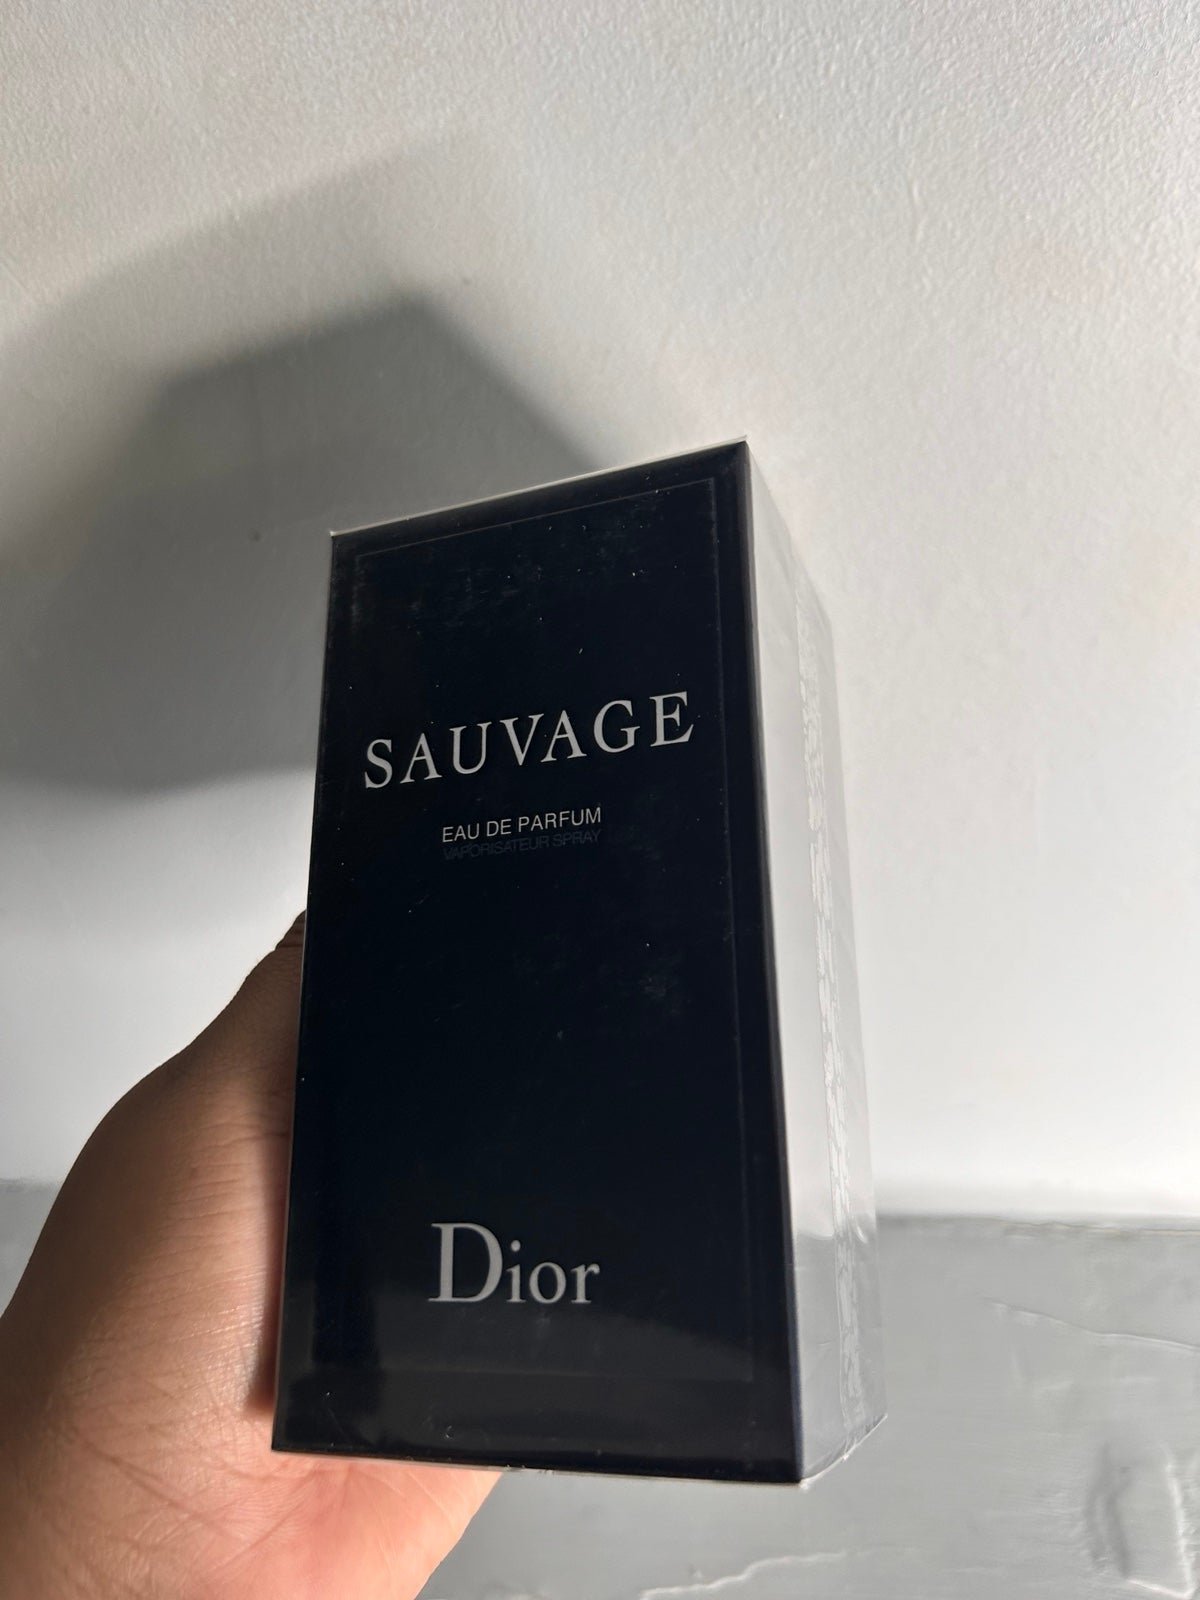 SAUVAGE
EAU DE PARFUM
VAPORISATEUR SPRAY
Dior